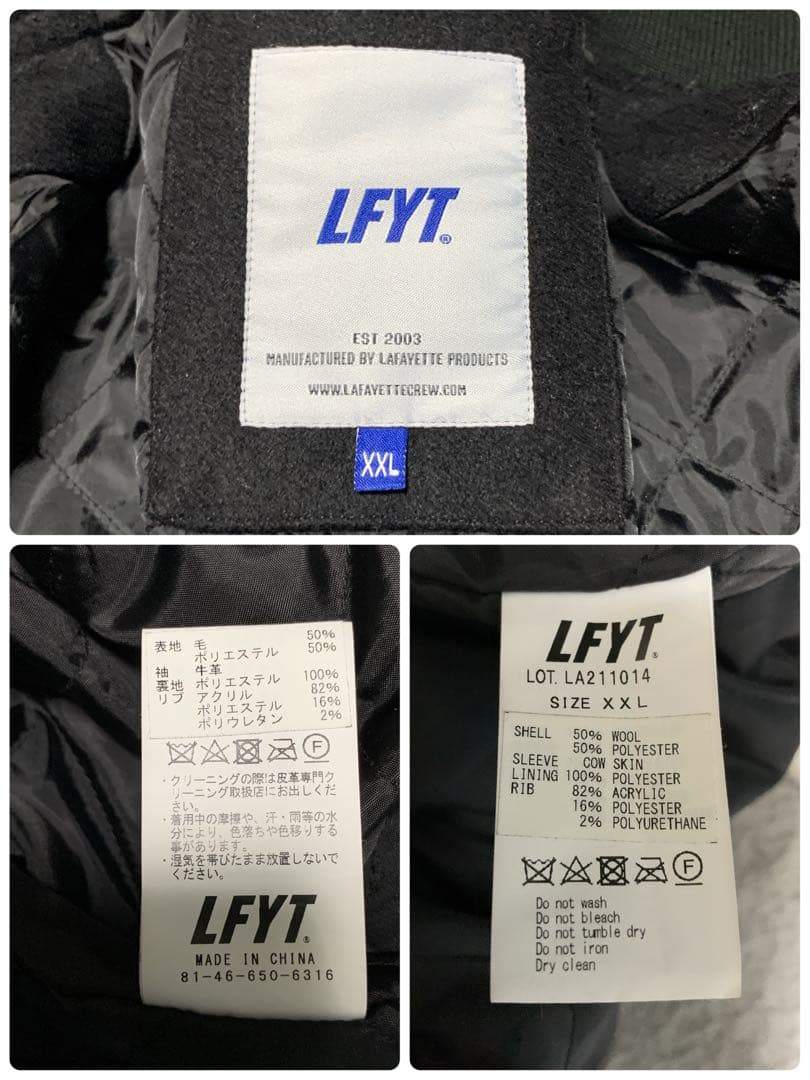 LFYT®
EST 2003
MANUFACTURED BY LAFAYETTE PRODUCTS
WWW.LAFAYETTECREW.COM
XXL
表地 毛 50%
ポリエステル 50%
袖 牛革
裏地 ポリエステル 100%
リブ アクリル 82%
ポリエステル 16%
ポリウレタン 2%
F
・クリーニングの際は皮革専門ク
リーニング取扱店にお出しくだ
さい。
・着用中の摩擦や、汗・雨等の水
分により、色落ちや色移りする
事があります。
・湿気を帯びたまま放置しないで
ください。
LFYT®
MADE IN CHINA
81-46-650-6316
LFYT®
LOT. LA211014
SIZE XXL
SHELL 50% WOOL
50% POLYESTER
SLEEVE COW SKIN
LINING 100% POLYESTER
RIB 82% ACRYLIC
16% POLYESTER
2% POLYURETHANE
F
Do not wash
Do not bleach
Do not tumble dry
Do not iron
Dry clean